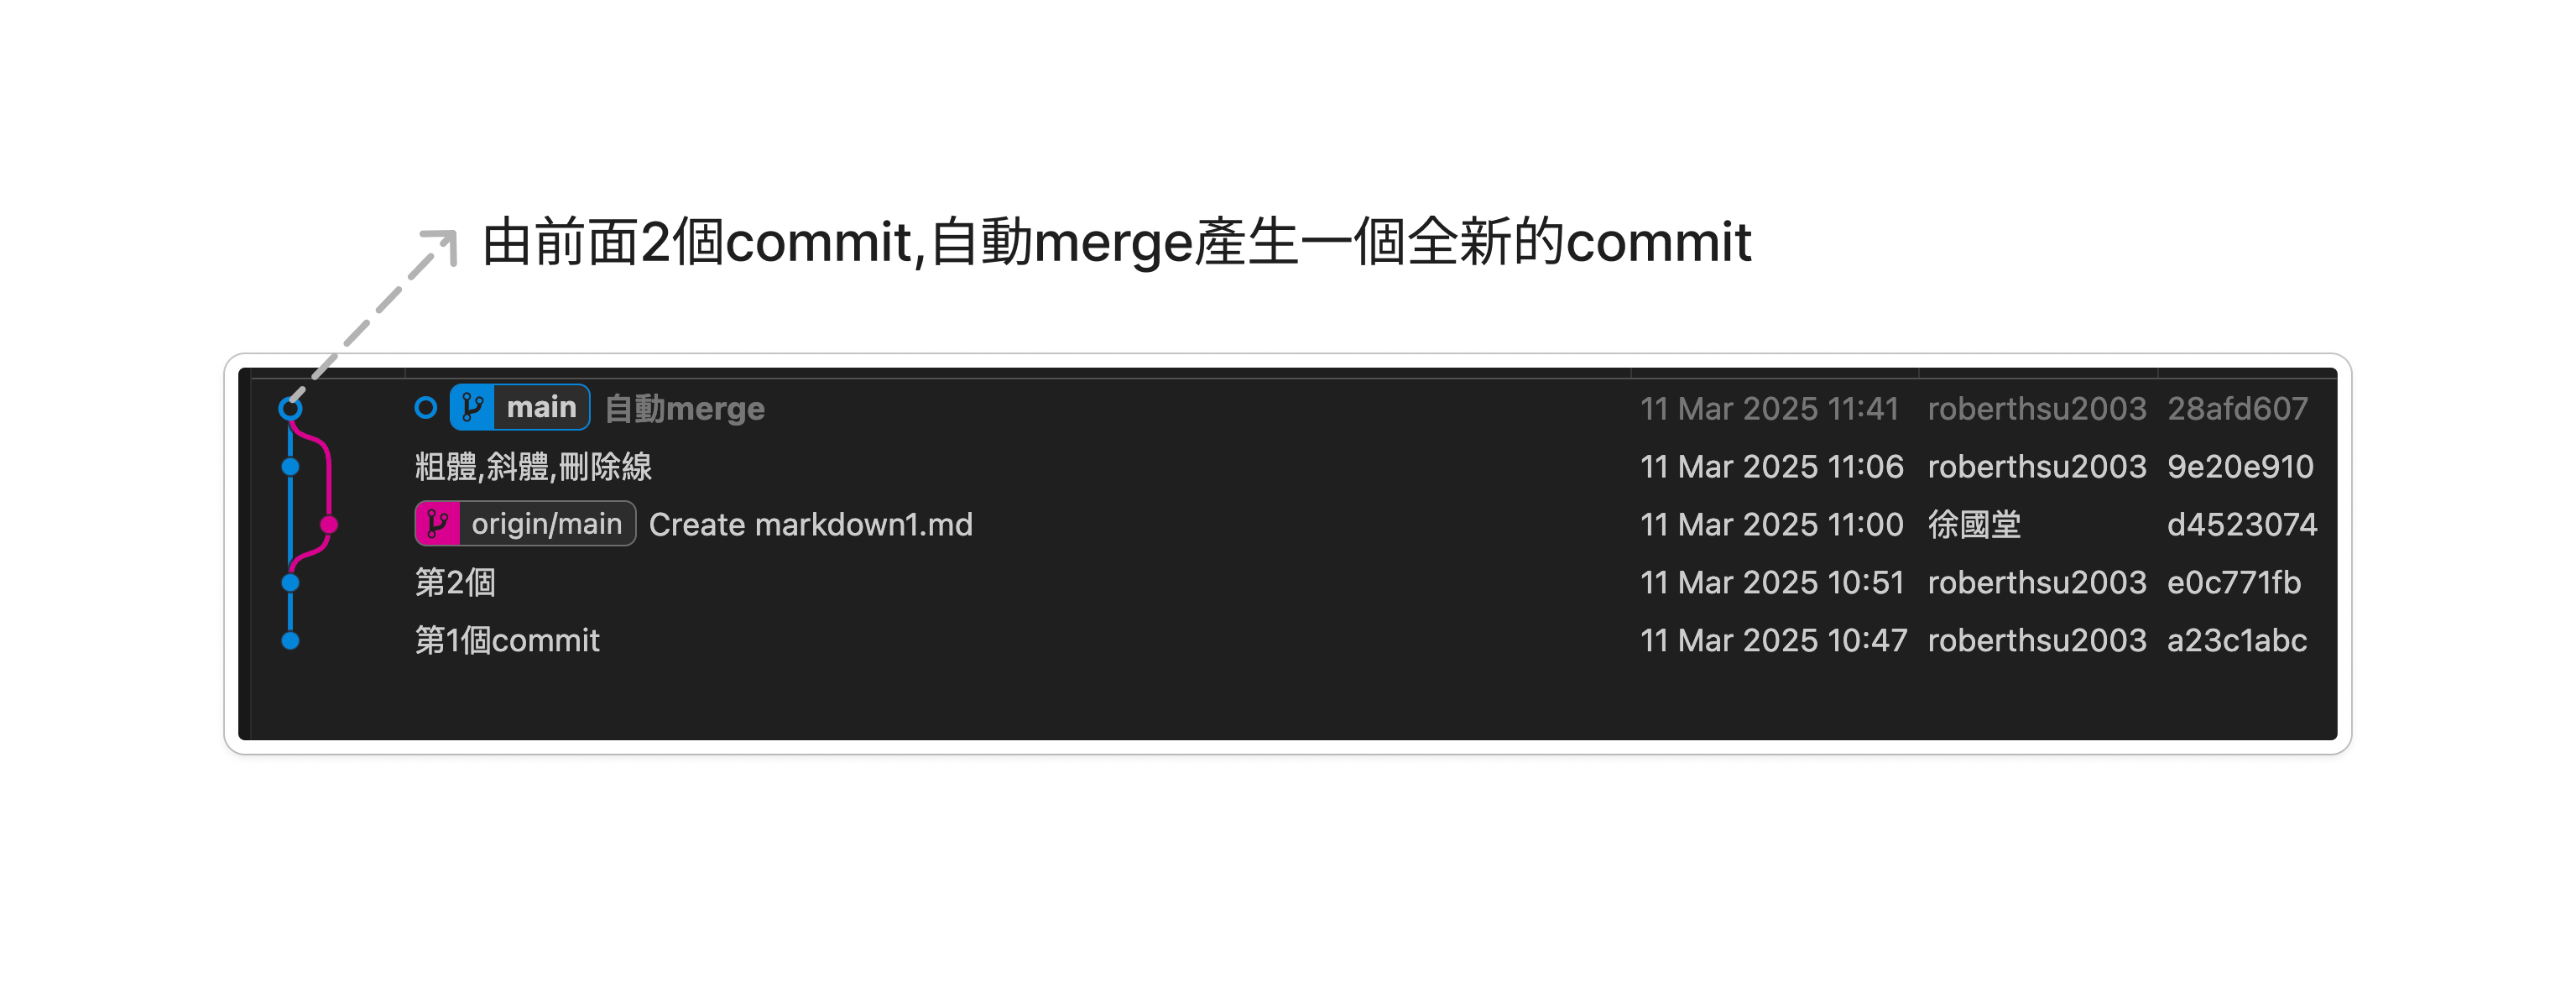 由前面2個commit,自動merge產生一個全新的commit
main 自動merge 11 Mar 2025 11:41 roberthsu2003 28afd607
粗體,斜體,刪除線 11 Mar 2025 11:06 roberthsu2003 9e20e910
origin/main Create markdown1.md 11 Mar 2025 11:00 徐國堂 d4523074
第2個 11 Mar 2025 10:51 roberthsu2003 e0c771fb
第1個commit 11 Mar 2025 10:47 roberthsu2003 a23c1abc